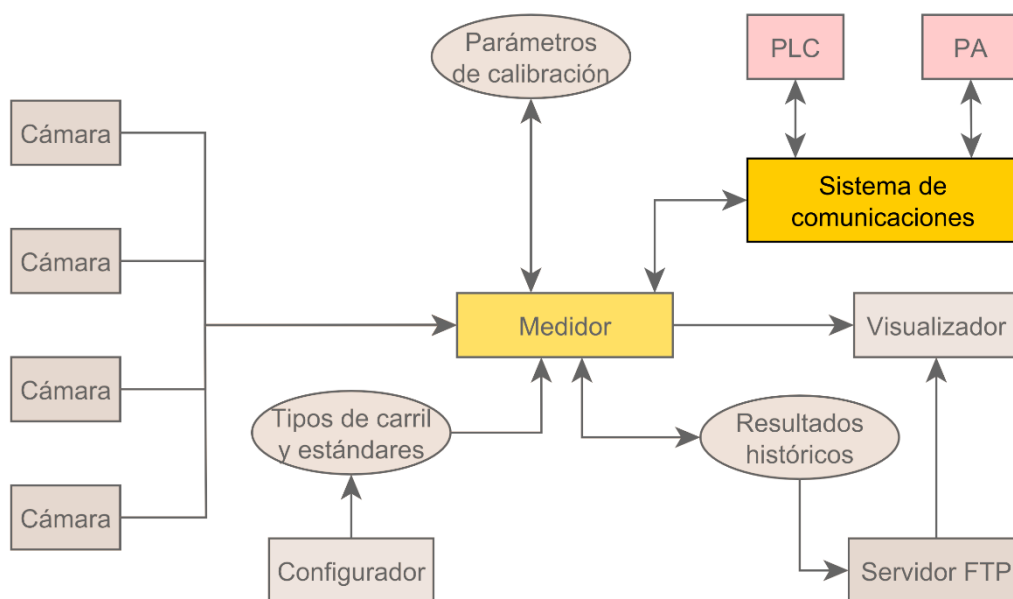 Parámetros
de calibración
PLC
PA
Cámara
Sistema de
comunicaciones
Cámara
Medidor
Visualizador
Cámara
Tipos de carril
y estándares
Resultados
históricos
Cámara
Configurador
Servidor FTP